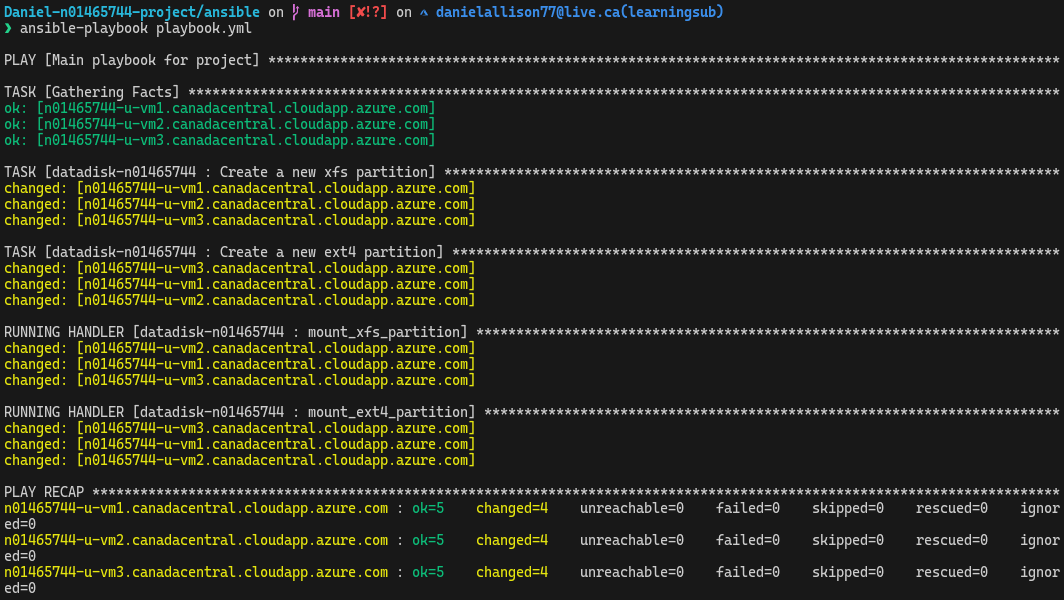 Daniel-n01465744-project/ansible on main [✘!?] on danielallison77@live.ca(learningsub)
❯ ansible-playbook playbook.yml
PLAY [Main playbook for project] ***************************************************************************************************
TASK [Gathering Facts] *************************************************************************************************************
ok: [n01465744-u-vm1.canadacentral.cloudapp.azure.com]
ok: [n01465744-u-vm2.canadacentral.cloudapp.azure.com]
ok: [n01465744-u-vm3.canadacentral.cloudapp.azure.com]
TASK [datadisk-n01465744 : Create a new xfs partition] *****************************************************************************
changed: [n01465744-u-vm1.canadacentral.cloudapp.azure.com]
changed: [n01465744-u-vm2.canadacentral.cloudapp.azure.com]
changed: [n01465744-u-vm3.canadacentral.cloudapp.azure.com]
TASK [datadisk-n01465744 : Create a new ext4 partition] ****************************************************************************
changed: [n01465744-u-vm3.canadacentral.cloudapp.azure.com]
changed: [n01465744-u-vm1.canadacentral.cloudapp.azure.com]
changed: [n01465744-u-vm2.canadacentral.cloudapp.azure.com]
RUNNING HANDLER [datadisk-n01465744 : mount_xfs_partition] *************************************************************************
changed: [n01465744-u-vm2.canadacentral.cloudapp.azure.com]
changed: [n01465744-u-vm1.canadacentral.cloudapp.azure.com]
changed: [n01465744-u-vm3.canadacentral.cloudapp.azure.com]
RUNNING HANDLER [datadisk-n01465744 : mount_ext4_partition] ************************************************************************
changed: [n01465744-u-vm3.canadacentral.cloudapp.azure.com]
changed: [n01465744-u-vm1.canadacentral.cloudapp.azure.com]
changed: [n01465744-u-vm2.canadacentral.cloudapp.azure.com]
PLAY RECAP *************************************************************************************************************************
n01465744-u-vm1.canadacentral.cloudapp.azure.com : ok=5    changed=4    unreachable=0    failed=0    skipped=0    rescued=0    ignor
ed=0
n01465744-u-vm2.canadacentral.cloudapp.azure.com : ok=5    changed=4    unreachable=0    failed=0    skipped=0    rescued=0    ignor
ed=0
n01465744-u-vm3.canadacentral.cloudapp.azure.com : ok=5    changed=4    unreachable=0    failed=0    skipped=0    rescued=0    ignor
ed=0